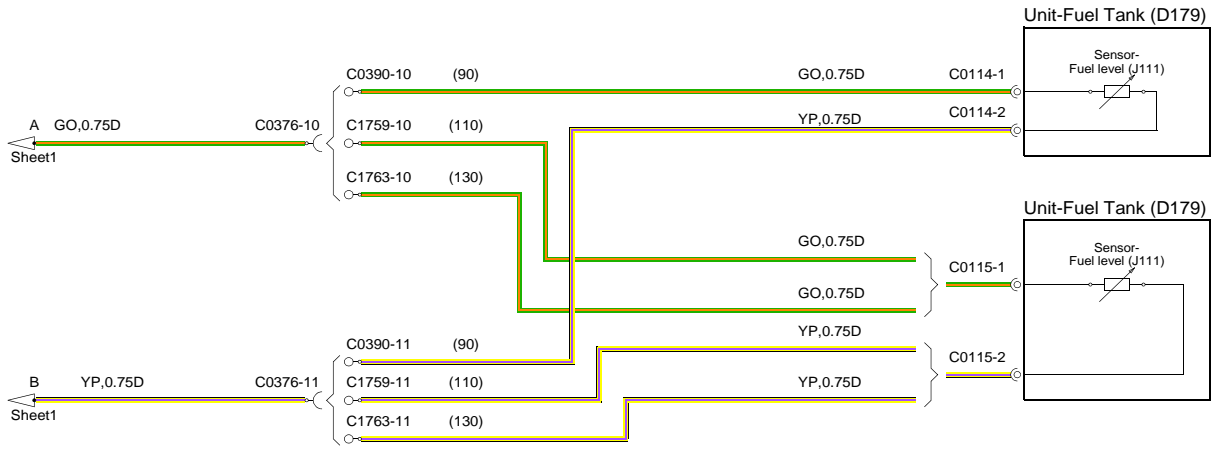 Unit-Fuel Tank (D179)
Sensor-
Fuel level (J111)
C0390-10 (90) GO,0.75D C0114-1
A GO,0.75D C0376-10 C1759-10 (110) YP,0.75D C0114-2
Sheet1
C1763-10 (130)
Unit-Fuel Tank (D179)
GO,0.75D
Sensor-
Fuel level (J111)
C0115-1
GO,0.75D
C0390-11 (90) YP,0.75D
C0115-2
B YP,0.75D C0376-11 C1759-11 (110) YP,0.75D
Sheet1
C1763-11 (130)